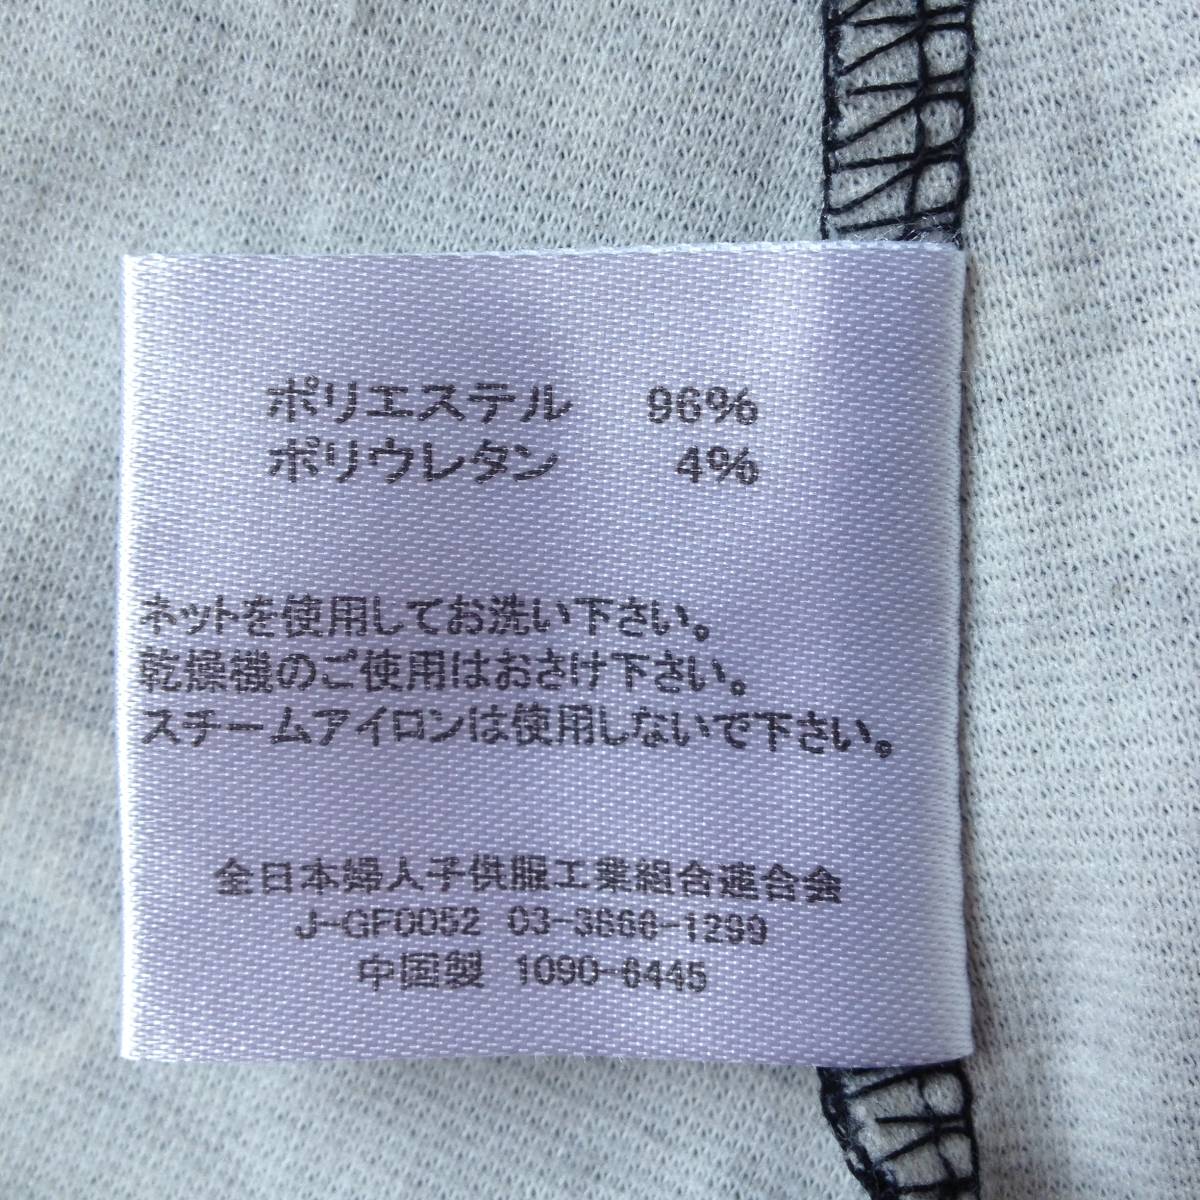 ポリエステル 96%
ポリウレタン 4%
ネットを使用してお洗い下さい。
乾燥機のご使用はおさけ下さい。
スチームアイロンは使用しないで下さい。
全日本婦人子供服工業組合連合会
J-GF0052 03-3666-1299
中国製 1090-6445